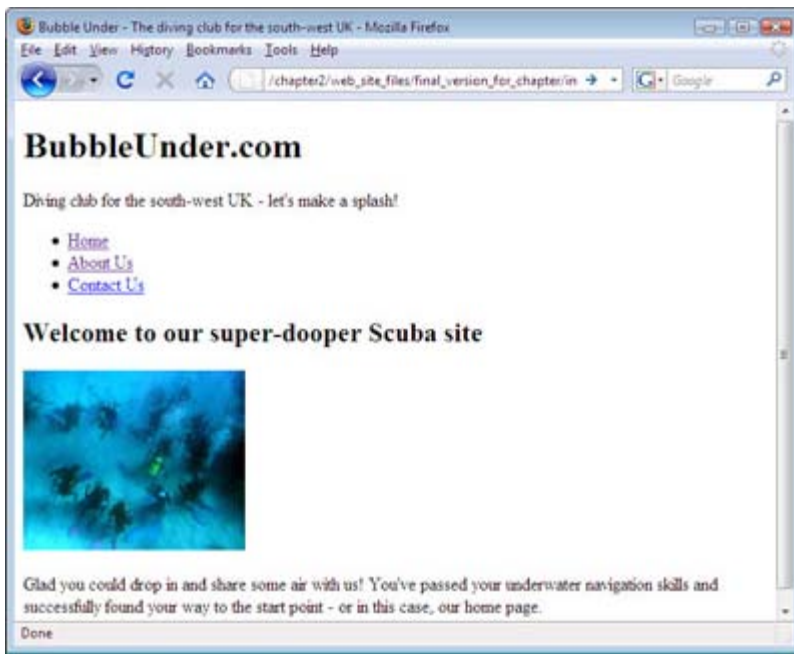 Bubble Under - The diving club for the south-west UK - Mozilla Firefox
File Edit View History Bookmarks Tools Help
/chapter2/web_site_files/final_version_for_chapter/in
Google
BubbleUnder.com
Diving club for the south-west UK - let's make a splash!
Home
About Us
Contact Us
Welcome to our super-dooper Scuba site
Glad you could drop in and share some air with us! You've passed your underwater navigation skills and
successfully found your way to the start point - or in this case, our home page.
Done